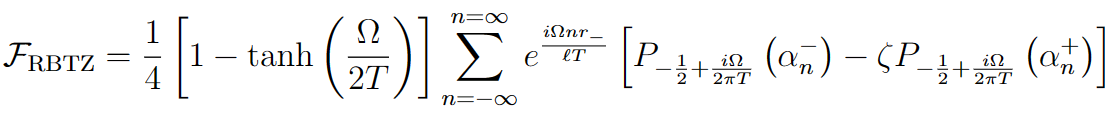 $\mathcal{F}_{\mathrm{RBTZ}} = \frac{1}{4}\left[1 - \tanh\left(\frac{\Omega}{2T}\right)\right] \sum_{n=-\infty}^{n=\infty} e^{\frac{i\Omega n r_-}{\ell T}} \left[P_{-\frac{1}{2}+\frac{i\Omega}{2\pi T}}\left(\alpha_n^-\right) - \zeta P_{-\frac{1}{2}+\frac{i\Omega}{2\pi T}}\left(\alpha_n^+\right)\right]$